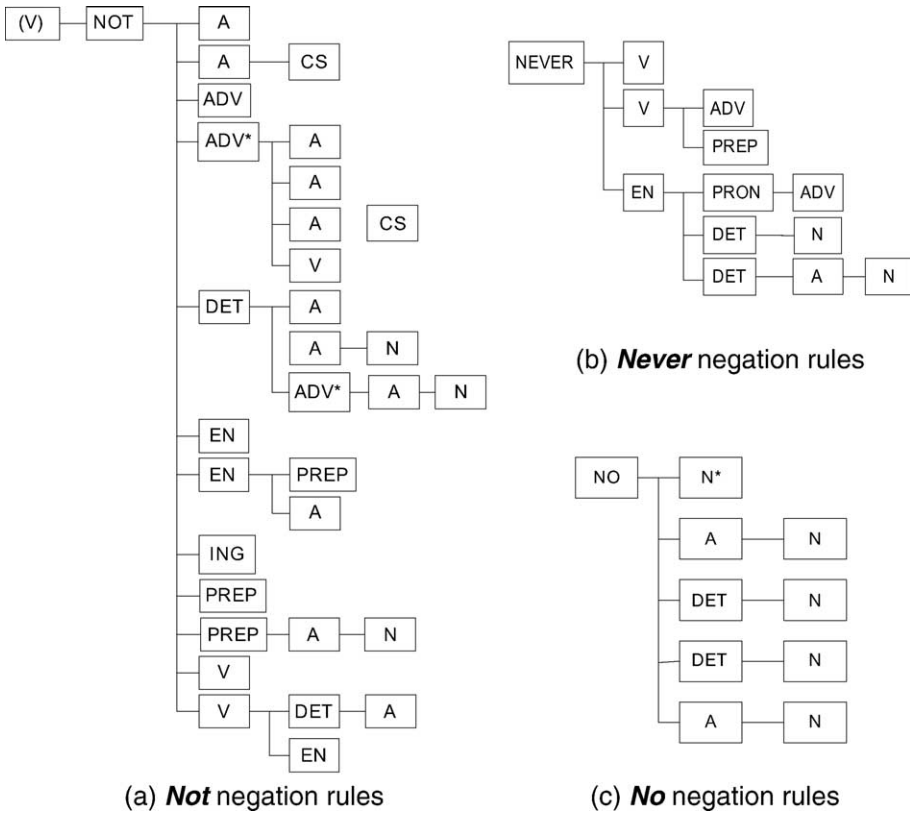 (V) NOT A
A CS
ADV
ADV* A
A
A CS
V
DET A
A N
ADV* A N
EN
EN PREP
A
ING
PREP
PREP A N
V
V DET A
EN
(a) Not negation rules
NEVER V
V ADV
PREP
EN PRON ADV
DET N
DET A N
(b) Never negation rules
NO N*
A N
DET N
DET N
A N
(c) No negation rules